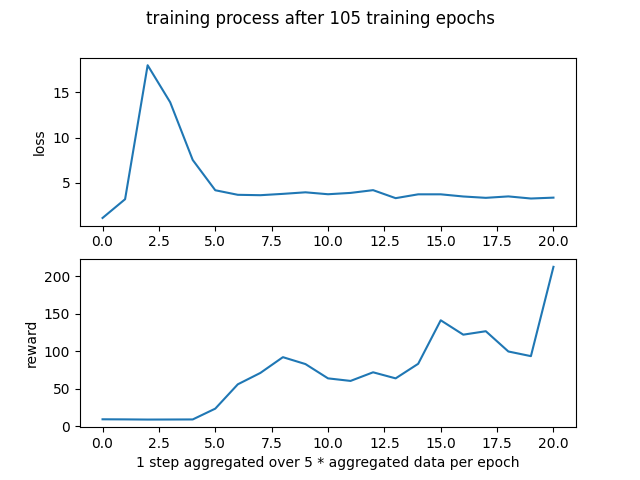 training process after 105 training epochs
15
10
5
loss
0.0 2.5 5.0 7.5 10.0 12.5 15.0 17.5 20.0
200
150
100
50
0
reward
0.0 2.5 5.0 7.5 10.0 12.5 15.0 17.5 20.0
1 step aggregated over 5 * aggregated data per epoch